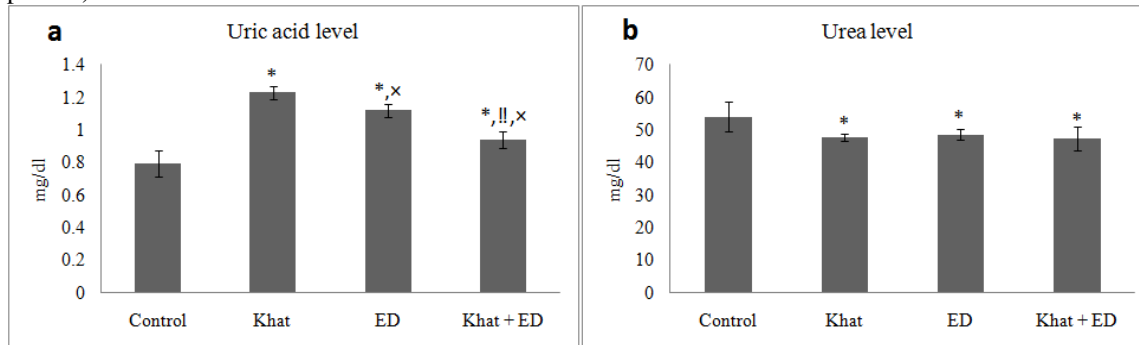 a
Uric acid level
mg/dl
1.4
1.2
1
0.8
0.6
0.4
0.2
0
*
*,×
*,‼,×
Control Khat ED Khat + ED
b
Urea level
mg/dl
70
60
50
40
30
20
10
0
*
*
*
Control Khat ED Khat + ED